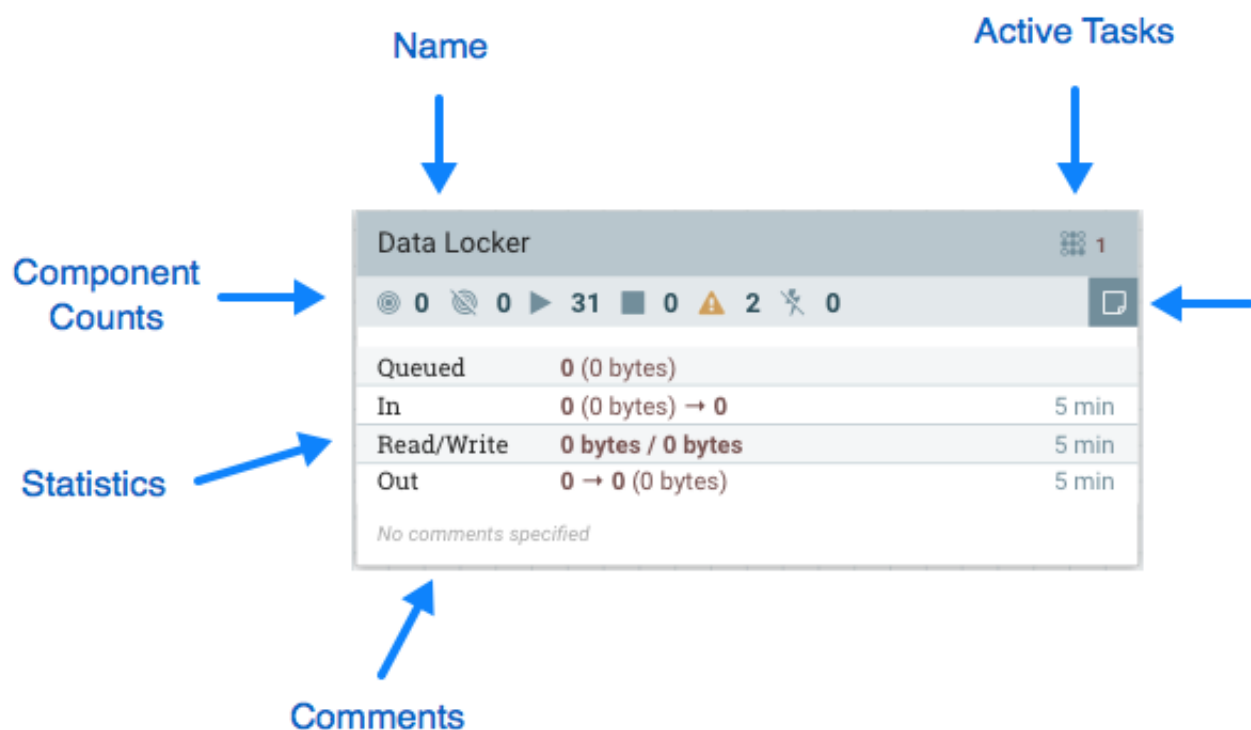 Name
Active Tasks
Data Locker 1
Component
Counts
0 0 31 0 2 0
Queued 0 (0 bytes)
In 0 (0 bytes) → 0 5 min
Read/Write 0 bytes / 0 bytes 5 min
Statistics
Out 0 → 0 (0 bytes) 5 min
No comments specified
Comments